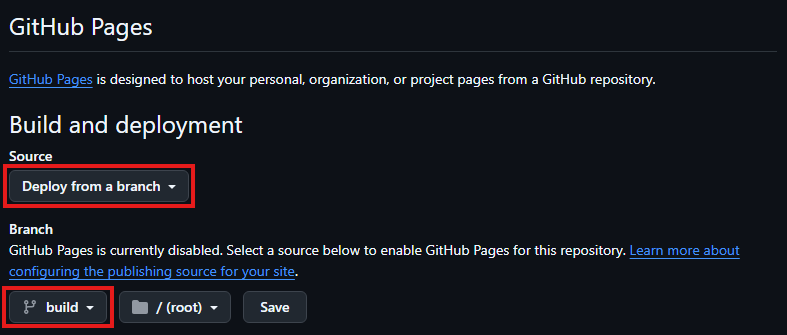 GitHub Pages
GitHub Pages is designed to host your personal, organization, or project pages from a GitHub repository.
Build and deployment
Source
Deploy from a branch
Branch
GitHub Pages is currently disabled. Select a source below to enable GitHub Pages for this repository. Learn more about
configuring the publishing source for your site.
build / (root) Save